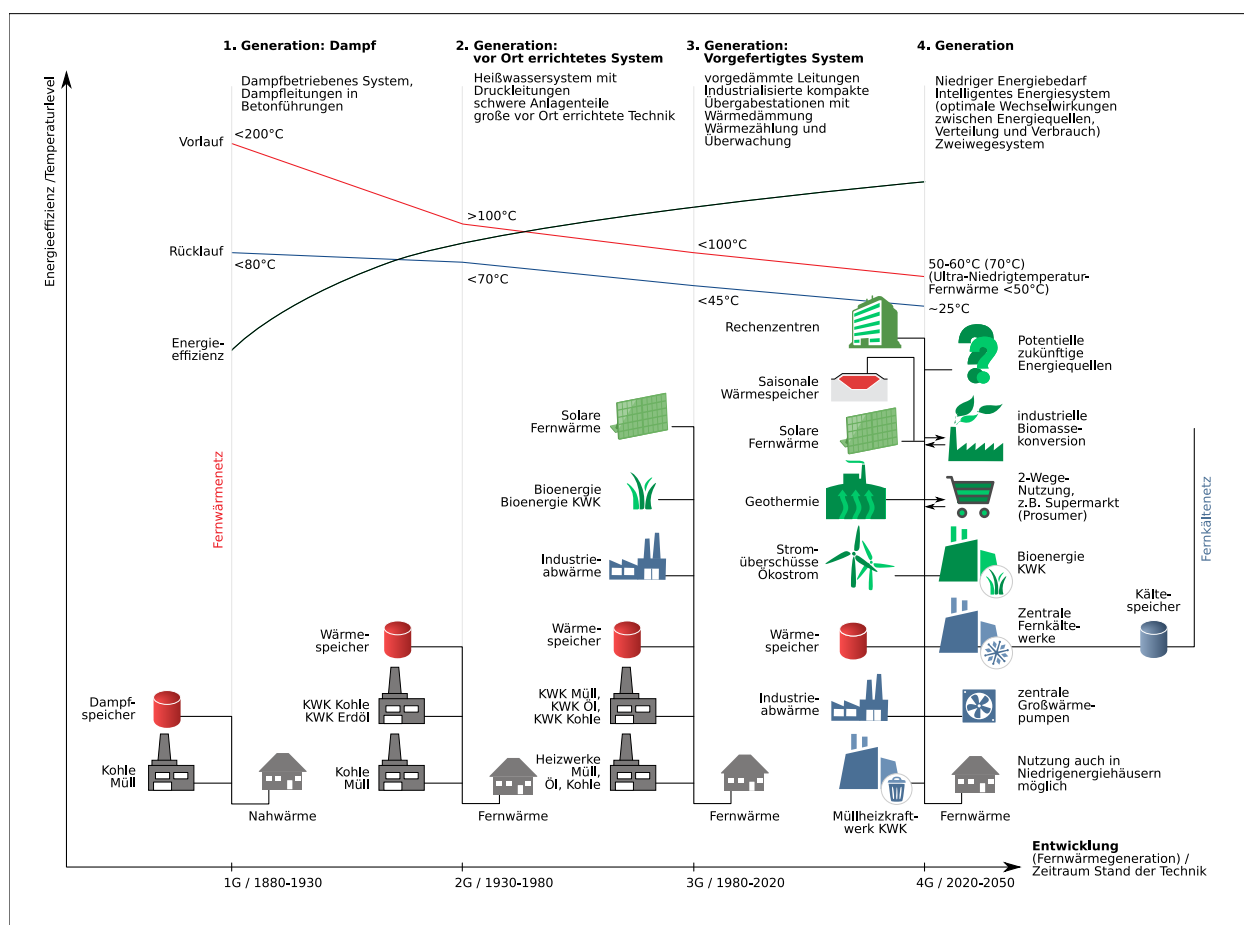 1. Generation: Dampf
Dampfbetriebenes System,
Dampfleitungen in
Betonführungen
2. Generation:
vor Ort errichtetes System
Heißwassersystem mit
Druckleitungen
schwere Anlagenteile
große vor Ort errichtete Technik
3. Generation:
Vorgefertigtes System
vorgedämmte Leitungen
Industrialisierte kompakte
Übergabestationen mit
Wärmedämmung
Wärmezählung und
Überwachung
4. Generation
Niedriger Energiebedarf
Intelligentes Energiesystem
(optimale Wechselwirkungen
zwischen Energiequellen,
Verteilung und Verbrauch)
Zweiwegesystem
Energieeffizienz /Temperaturlevel
Vorlauf
<200°C
>100°C
<100°C
50-60°C (70°C)
(Ultra-Niedrigtemperatur-
Fernwärme <50°C)
Rücklauf
<80°C
<70°C
<45°C
~25°C
Energie-
effizienz
Fernwärmenetz
Dampf-
speicher
Kohle
Müll
Nahwärme
Wärme-
speicher
KWK Kohle
KWK Erdöl
Kohle
Müll
Fernwärme
Solare
Fernwärme
Bioenergie
Bioenergie KWK
Industrie-
abwärme
Wärme-
speicher
KWK Müll,
KWK Öl,
KWK Kohle
Heizwerke
Müll,
Öl, Kohle
Fernwärme
Rechenzentren
Saisonale
Wärmespeicher
Solare
Fernwärme
Geothermie
Strom-
überschüsse
Ökostrom
Wärme-
speicher
Industrie-
abwärme
Müllheizkraft-
werk KWK
Potentielle
zukünftige
Energiequellen
industrielle
Biomasse-
konversion
2-Wege-
Nutzung,
z.B. Supermarkt
(Prosumer)
Bioenergie
KWK
Zentrale
Fernkälte-
werke
zentrale
Großwärme-
pumpen
Nutzung auch in
Niedrigenergiehäusern
möglich
Fernwärme
Kälte-
speicher
Fernkältenetz
Entwicklung
(Fernwärmegeneration) /
Zeitraum Stand der Technik
1G / 1880-1930
2G / 1930-1980
3G / 1980-2020
4G / 2020-2050